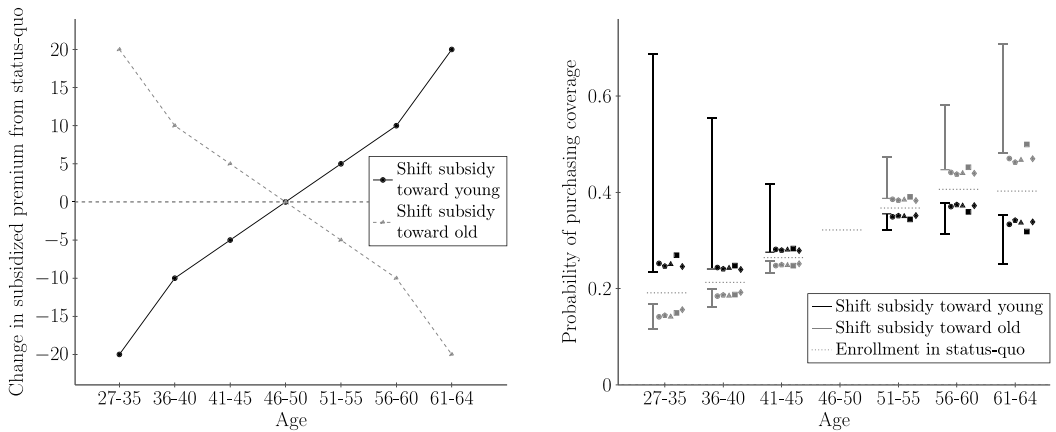 Change in subsidized premium from status-quo
20
15
10
5
0
−5
−10
−15
−20
27-35 36-40 41-45 46-50 51-55 56-60 61-64
Age
Shift subsidy
toward young
Shift subsidy
toward old
Probability of purchasing coverage
0.6
0.4
0.2
0
27-35 36-40 41-45 46-50 51-55 56-60 61-64
Age
Shift subsidy toward young
Shift subsidy toward old
Enrollment in status-quo